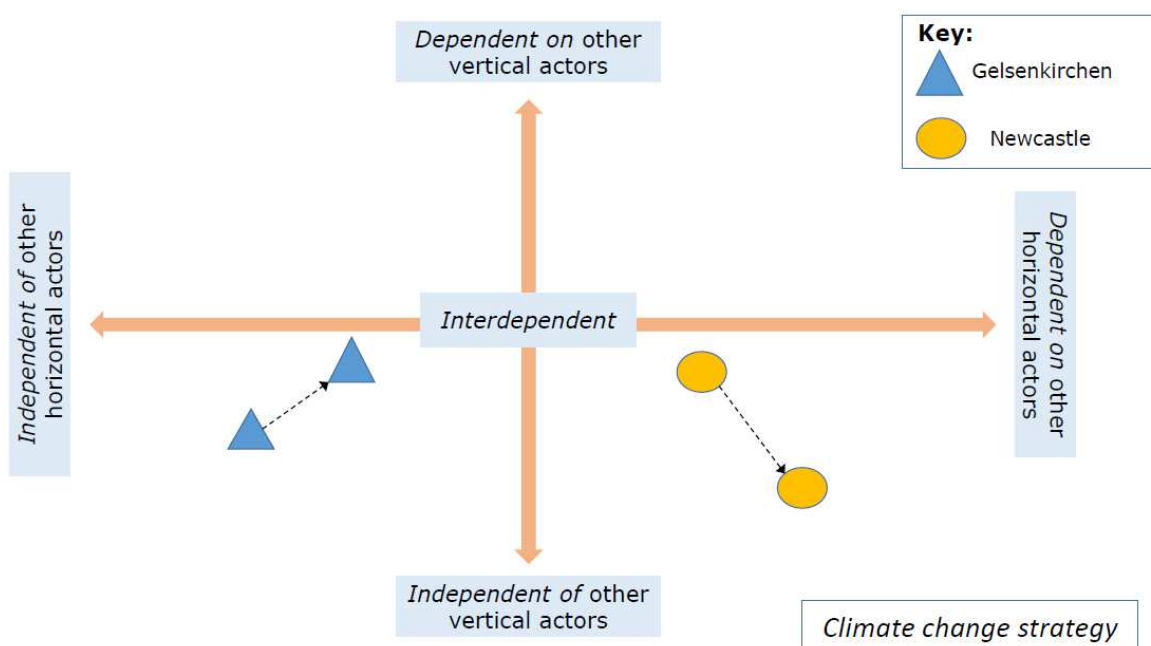 Dependent on other
vertical actors
Key:
Gelsenkirchen
Newcastle
Independent of other
horizontal actors
Interdependent
Dependent on other
horizontal actors
Independent of other
vertical actors
Climate change strategy